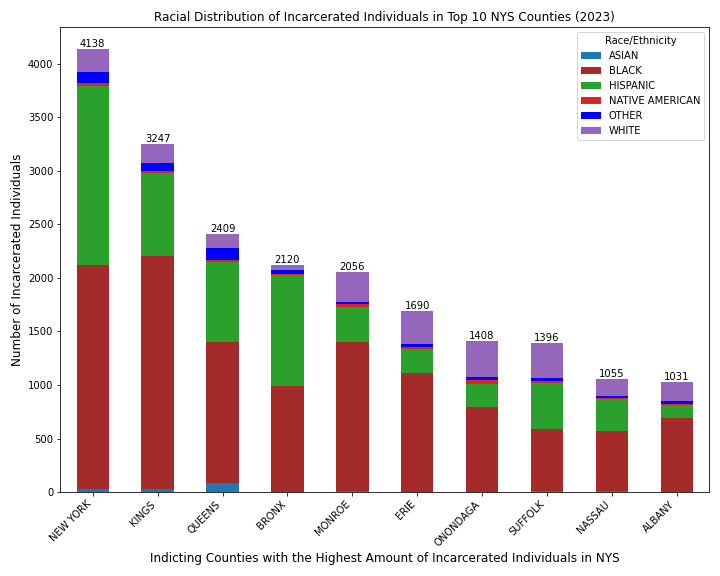 Racial Distribution of Incarcerated Individuals in Top 10 NYS Counties (2023)
Number of Incarcerated Individuals
4000
3500
3000
2500
2000
1500
1000
500
0
4138
3247
2409
2120
2056
1690
1408
1396
1055
1031
Race/Ethnicity
ASIAN
BLACK
HISPANIC
NATIVE AMERICAN
OTHER
WHITE
NEW YORK
KINGS
QUEENS
BRONX
MONROE
ERIE
ONONDAGA
SUFFOLK
NASSAU
ALBANY
Indicting Counties with the Highest Amount of Incarcerated Individuals in NYS